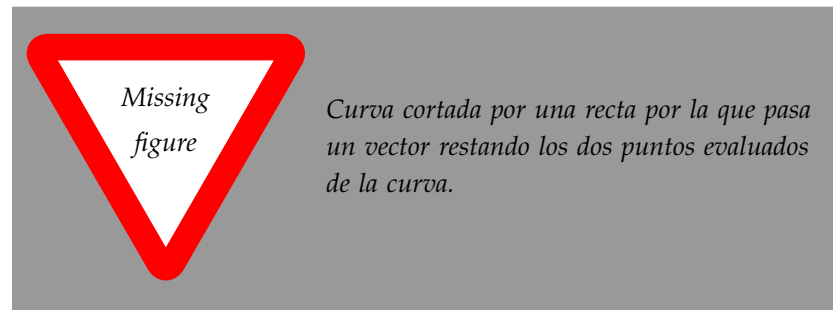 Missing
figure
Curva cortada por una recta por la que pasa
un vector restando los dos puntos evaluados
de la curva.